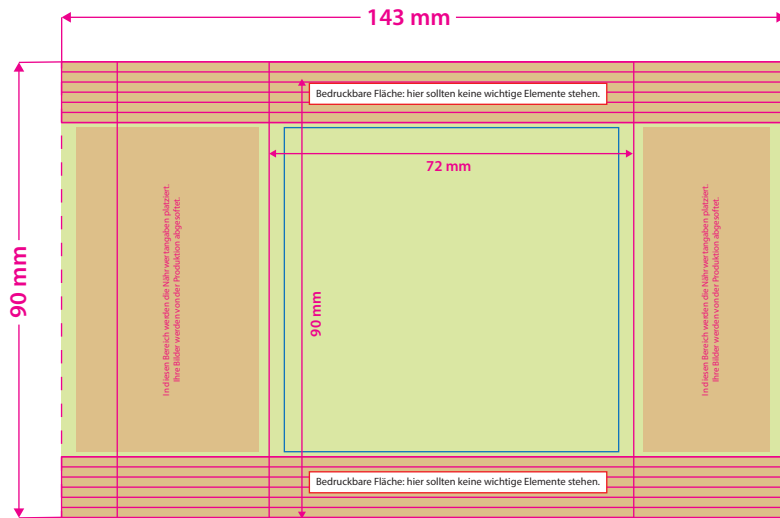 143 mm
Bedruckbare Fläche: hier sollten keine wichtige Elemente stehen.
72 mm
90 mm
90 mm
In diesen Bereich werden die Nährwertangaben platziert.
Ihre Bilder werden von der Produktion abgesoftet.
In diesen Bereich werden die Nährwertangaben platziert.
Ihre Bilder werden von der Produktion abgesoftet.
Bedruckbare Fläche: hier sollten keine wichtige Elemente stehen.